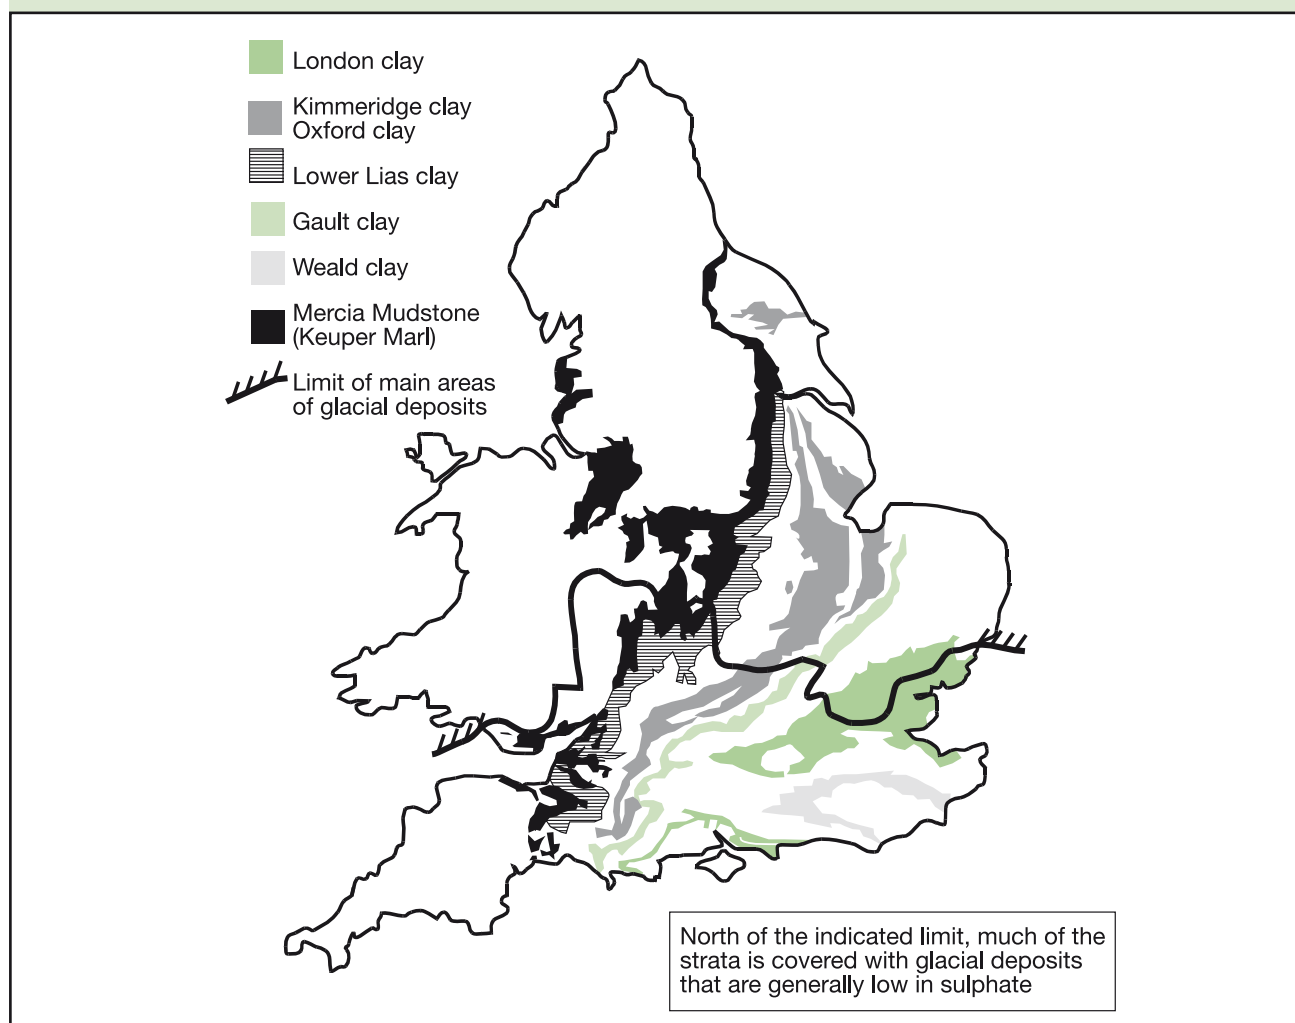 London clay
Kimmeridge clay
Oxford clay
Lower Lias clay
Gault clay
Weald clay
Mercia Mudstone
(Keuper Marl)
Limit of main areas
of glacial deposits
North of the indicated limit, much of the
strata is covered with glacial deposits
that are generally low in sulphate